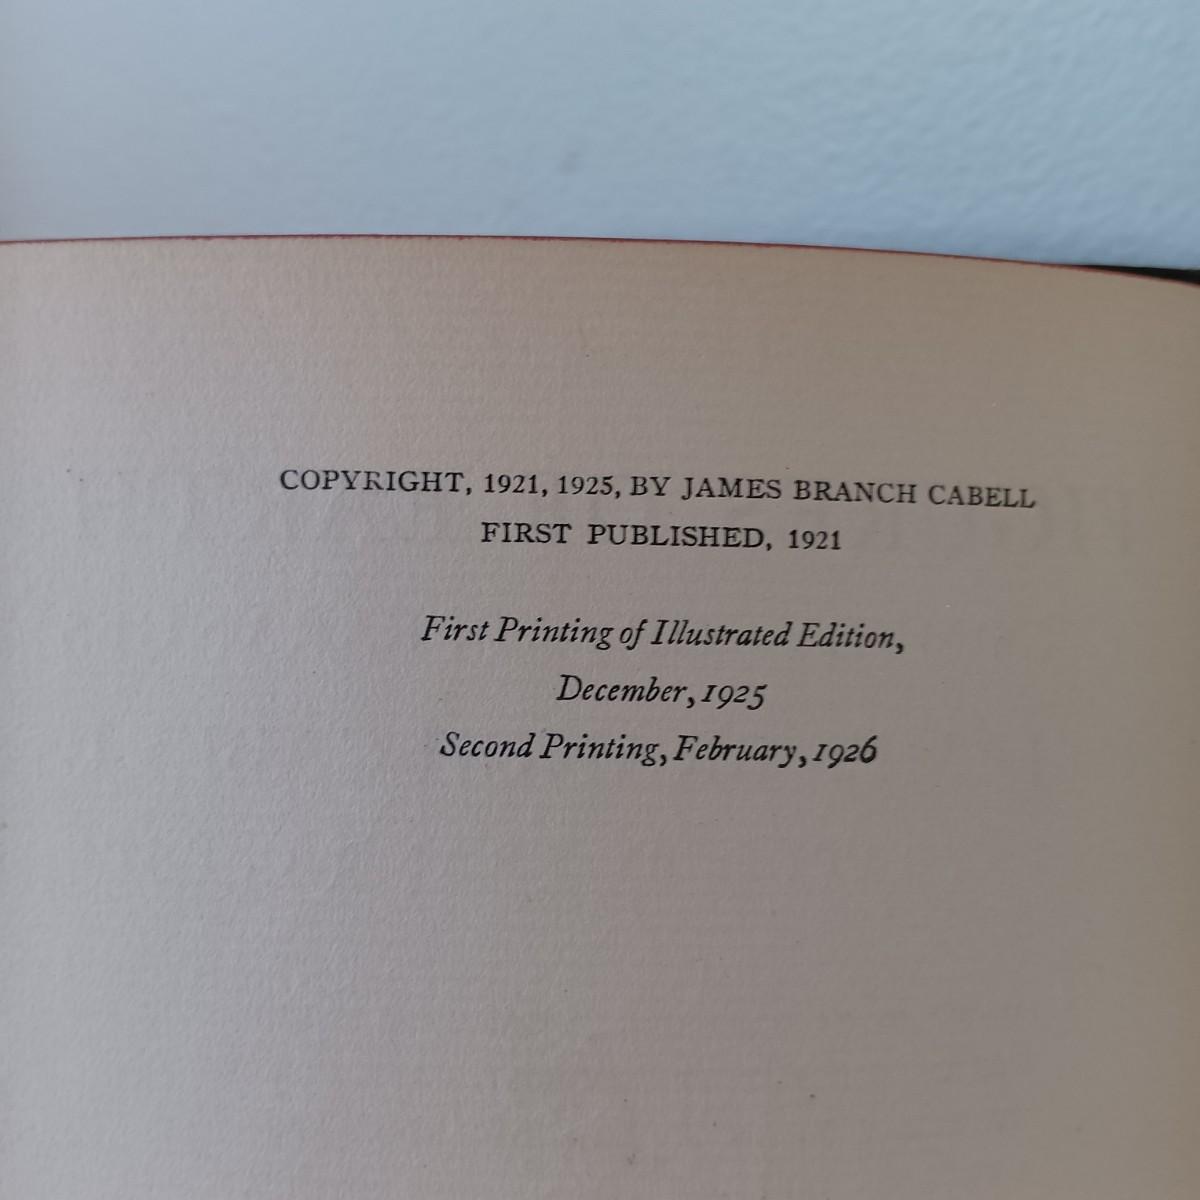 COPYRIGHT, 1921, 1925, BY JAMES BRANCH CABELL
FIRST PUBLISHED, 1921
First Printing of Illustrated Edition,
December, 1925
Second Printing, February, 1926